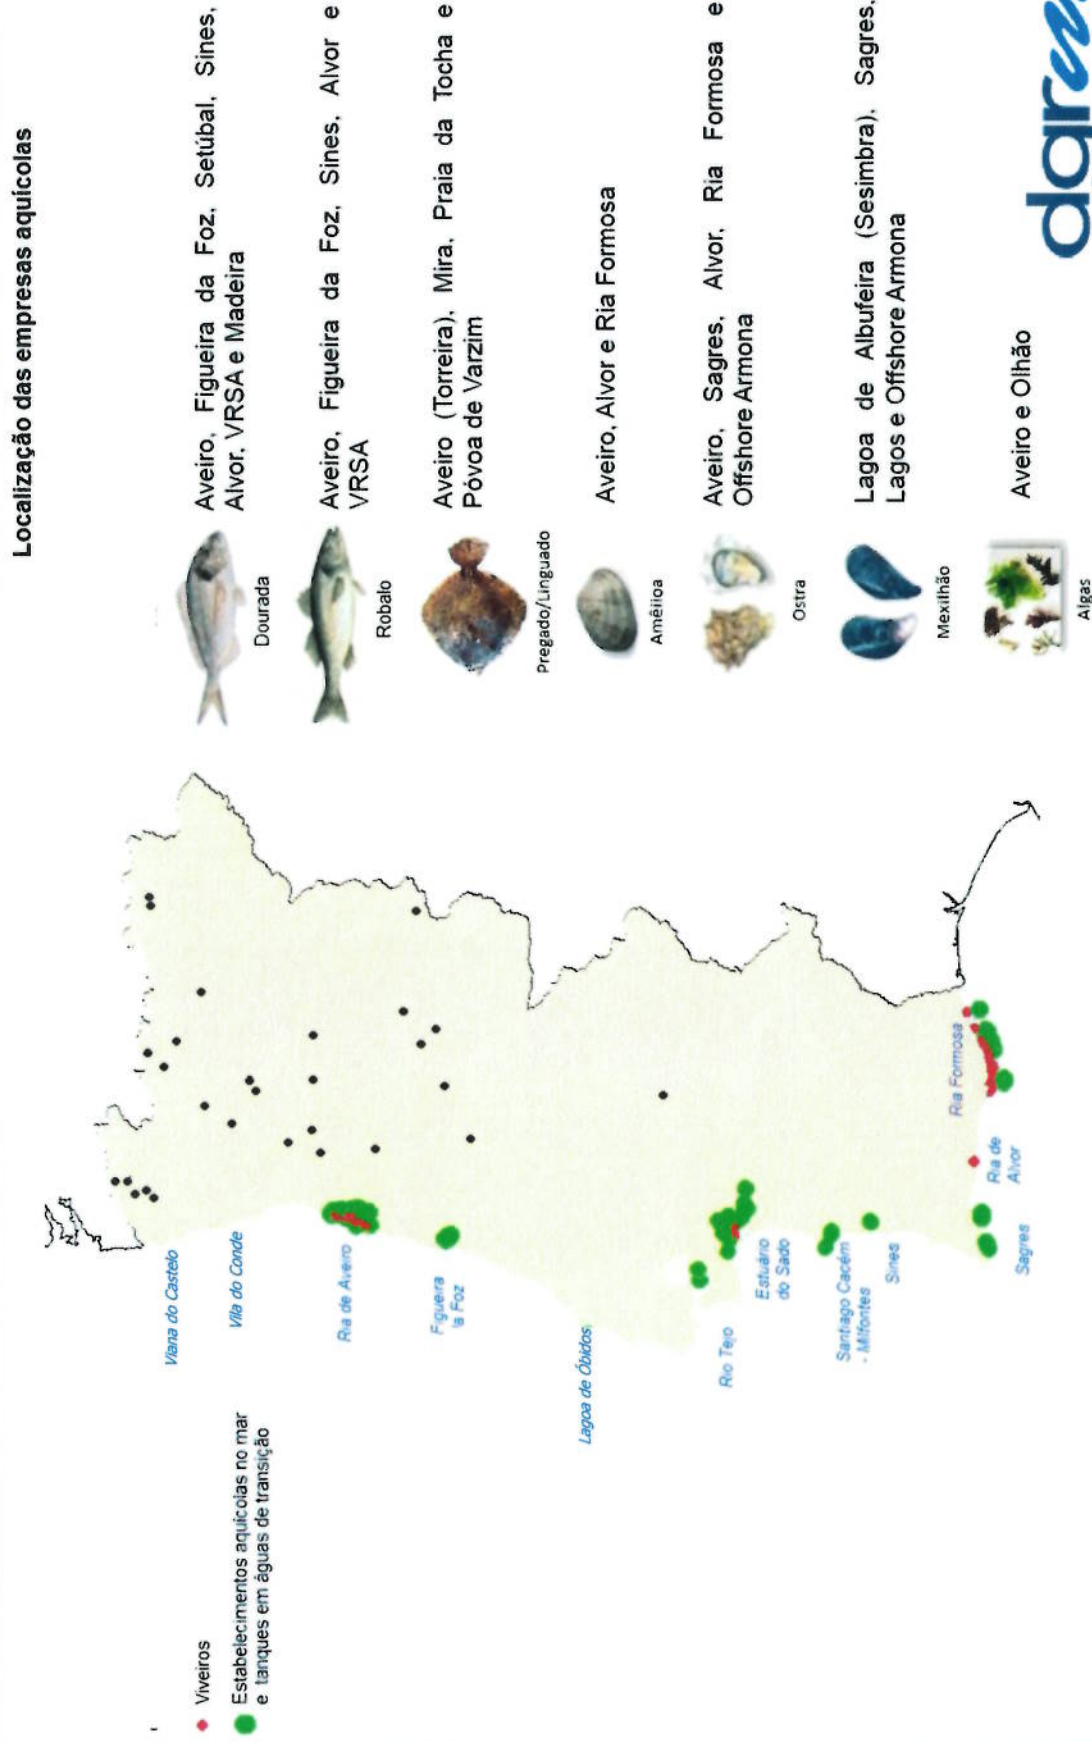 Localização das empresas aquícolas
Viveiros
Estabelecimentos aquícolas no mar
e tanques em águas de transição
Viana do Castelo
Vila do Conde
Ria de Aveiro
Figueira
la Foz
Lagoa de Óbidos
Rio Tejo
Estuário
do Sado
Santiago Cacém
- Milfontes
Sines
Sagres
Ria de
Alvor
Ria Formosa
Dourada
Aveiro, Figueira da Foz, Setúbal, Sines,
Alvor, VRSA e Madeira
Robalo
Aveiro, Figueira da Foz, Sines, Alvor e
VRSA
Pregado/Linguado
Aveiro (Torreira), Mira, Praia da Tocha e
Póvoa de Varzim
Amêijoa
Aveiro, Alvor e Ria Formosa
Ostra
Aveiro, Sagres, Alvor, Ria Formosa e
Offshore Armona
Mexilhão
Lagoa de Albufeira (Sesimbra), Sagres,
Lagos e Offshore Armona
Algas
Aveiro e Olhão